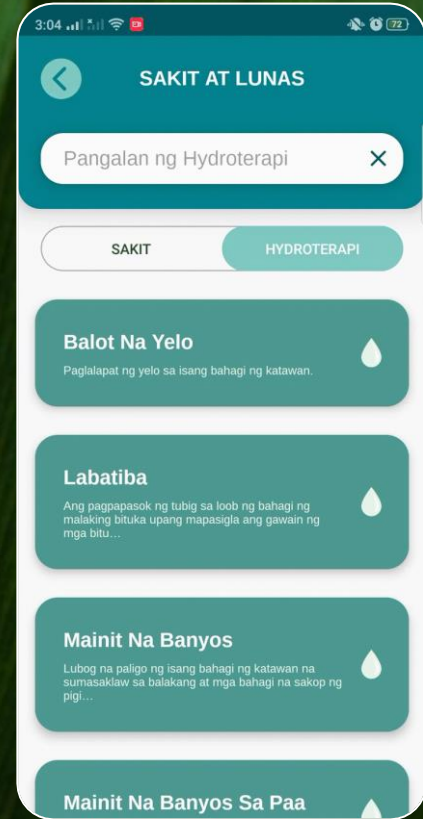 3:04
72
SAKIT AT LUNAS
Pangalan ng Hydroterapi
SAKIT
HYDROTERAPI
Balot Na Yelo
Paglalapat ng yelo sa isang bahagi ng katawan.
Labatiba
Ang pagpapasok ng tubig sa loob ng bahagi ng
malaking bituka upang mapasigla ang gawain ng
mga bitu…
Mainit Na Banyos
Lubog na paligo ng isang bahagi ng katawan na
sumasaklaw sa balakang at mga bahagi na sakop ng
pigi…
Mainit Na Banyos Sa Paa